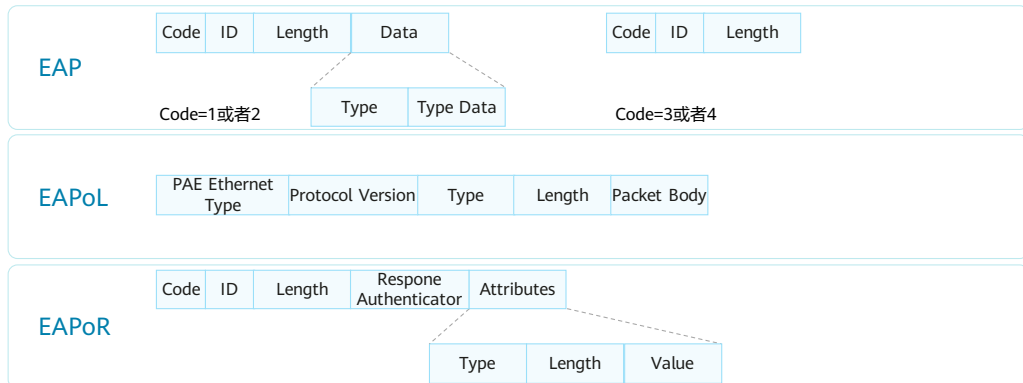 Code ID Length Data
Code ID Length
EAP
Type Type Data
Code=1或者2
Code=3或者4
EAPoL
PAE Ethernet
Type
Protocol Version
Type
Length
Packet Body
Code ID Length
Respone
Authenticator
Attributes
EAPoR
Type Length Value